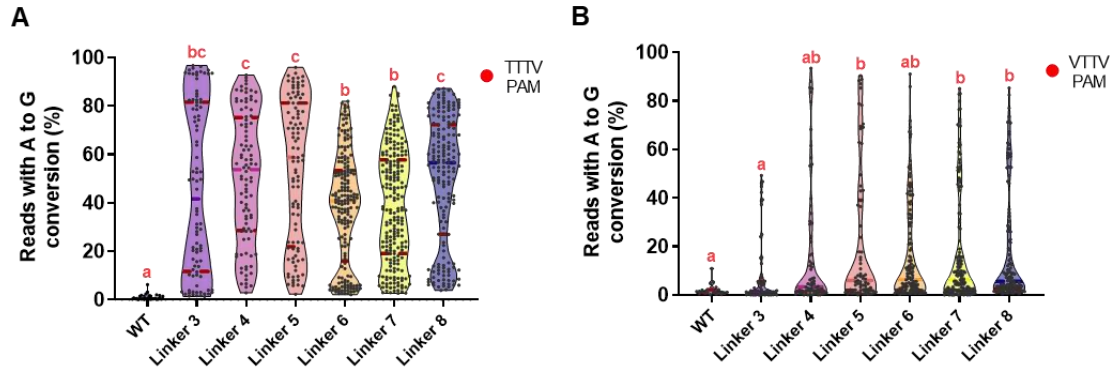 A
Reads with A to G
conversion (%)
100
80
60
40
20
0
a
bc
c
c
b
b
c
WT
Linker 3
Linker 4
Linker 5
Linker 6
Linker 7
Linker 8
TTTV
PAM
B
Reads with A to G
conversion (%)
100
80
60
40
20
0
a
a
ab
b
ab
b
b
WT
Linker 3
Linker 4
Linker 5
Linker 6
Linker 7
Linker 8
VTTV
PAM